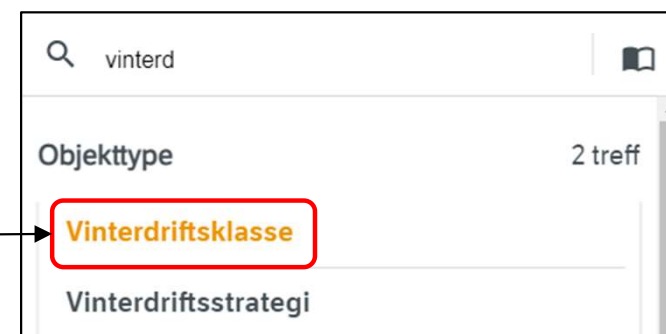 vinterd
Objekttype 2 treff
Vinterdriftsklasse
Vinterdriftsstrategi